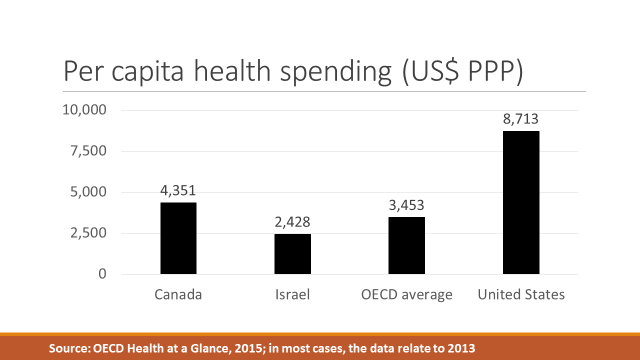 Per capita health spending (US$ PPP)
10,000
7,500
5,000
2,500
0
4,351
2,428
3,453
8,713
Canada
Israel
OECD average
United States
Source: OECD Health at a Glance, 2015; in most cases, the data relate to 2013